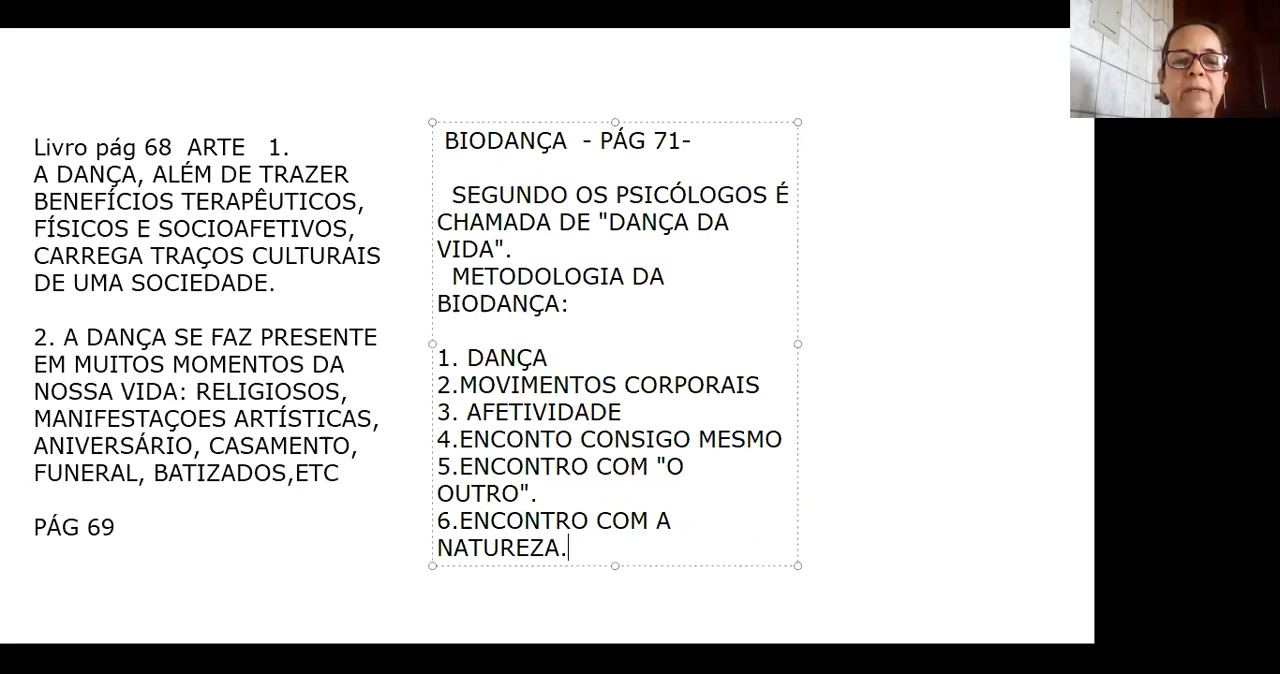 Livro pág 68 ARTE 1.
A DANÇA, ALÉM DE TRAZER
BENEFÍCIOS TERAPÊUTICOS,
FÍSICOS E SOCIOAFETIVOS,
CARREGA TRAÇOS CULTURAIS
DE UMA SOCIEDADE.
2. A DANÇA SE FAZ PRESENTE
EM MUITOS MOMENTOS DA
NOSSA VIDA: RELIGIOSOS,
MANIFESTAÇOES ARTÍSTICAS,
ANIVERSÁRIO, CASAMENTO,
FUNERAL, BATIZADOS,ETC
PÁG 69
BIODANÇA - PÁG 71-
SEGUNDO OS PSICÓLOGOS É
CHAMADA DE "DANÇA DA
VIDA".
METODOLOGIA DA
BIODANÇA:
1. DANÇA
2.MOVIMENTOS CORPORAIS
3. AFETIVIDADE
4.ENCONTO CONSIGO MESMO
5.ENCONTRO COM "O
OUTRO".
6.ENCONTRO COM A
NATUREZA.